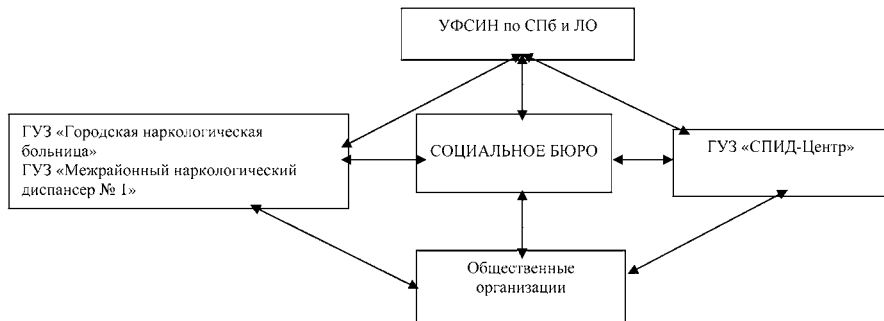 УФСИН по СПб и ЛО
ГУЗ «Городская наркологическая
больница»
ГУЗ «Межрайонный наркологический
диспансер № 1»
СОЦИАЛЬНОЕ БЮРО
ГУЗ «СПИД-Центр»
Общественные
организации